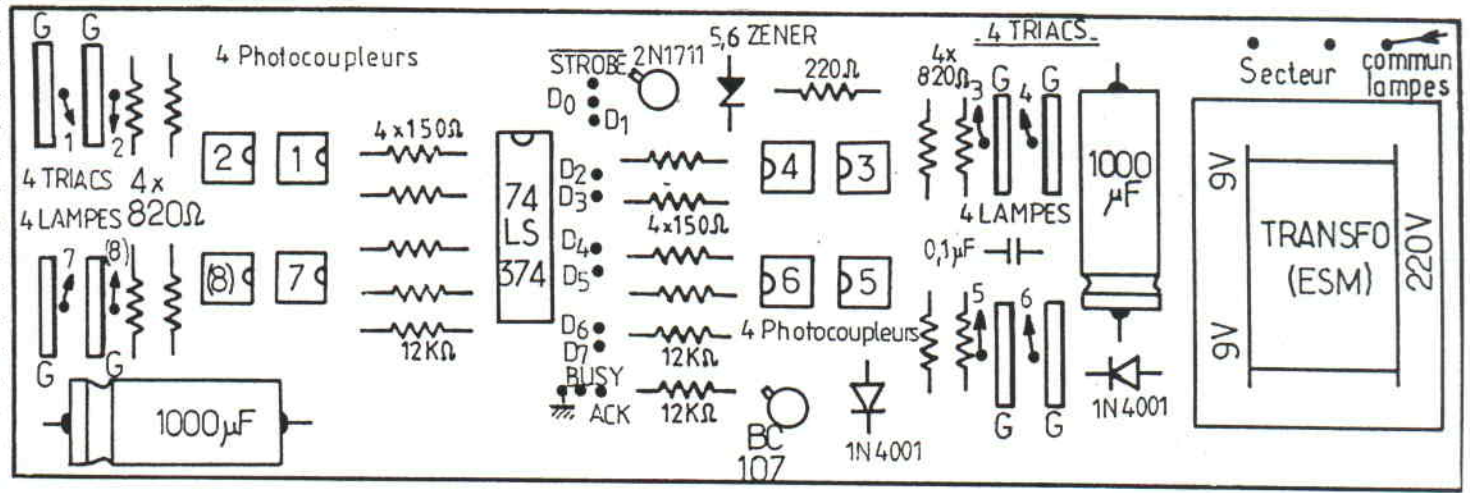 G G
1 2
4 Photocoupleurs
2 1
4 TRIACS 4x
4 LAMPES 820Ω
7 (8)
(8) 7
G G
1000µF
4x150Ω
12KΩ
74
LS
374
STROBE
D0
D1
D2
D3
D4
D5
D6
D7
BUSY
ACK
2N1711
5,6 ZENER
220Ω
4x150Ω
12KΩ
12KΩ
4 3
6 5
4 Photocoupleurs
BC
107
1N4001
4 TRIACS
4x
820Ω
G G
3 4
4 LAMPES
0,1µF
5 6
G G
1000
µF
1N4001
Secteur
commun
lampes
9V
9V
TRANSFO
(ESM)
220V